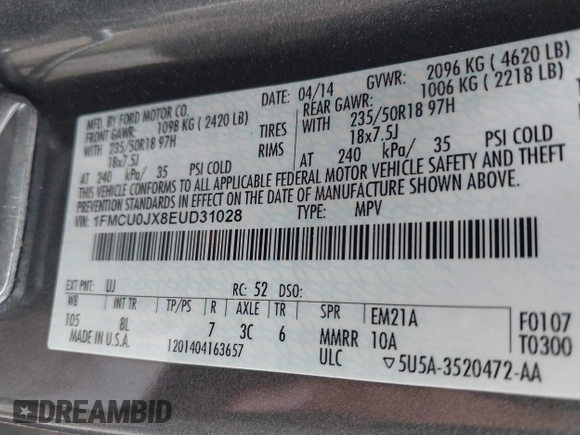 MFD. BY FORD MOTOR CO.
DATE: 04/14 GVWR: 2096 KG ( 4620 LB)
FRONT GAWR: 1098 KG ( 2420 LB)
REAR GAWR: 1006 KG ( 2218 LB)
WITH 235/50R18 97H TIRES WITH 235/50R18 97H
18x7.5J RIMS 18x7.5J
AT 240 kPa/ 35 PSI COLD AT 240 kPa/ 35 PSI COLD
THIS VEHICLE CONFORMS TO ALL APPLICABLE FEDERAL MOTOR VEHICLE SAFETY AND THEFT
PREVENTION STANDARDS IN EFFECT ON THE DATE OF MANUFACTURE SHOWN ABOVE.
VIN: 1FMCU0JX8EUD31028 TYPE: MPV
EXT PNT: UJ RC: 52 DSO:
WB INT TR TP/PS R AXLE TR SPR EM21A F0107
105 8L 7 3C 6 MMRR 10A T0300
MADE IN U.S.A. 1201404163657 ULC ▽5U5A-3520472-AA
DREAMBID